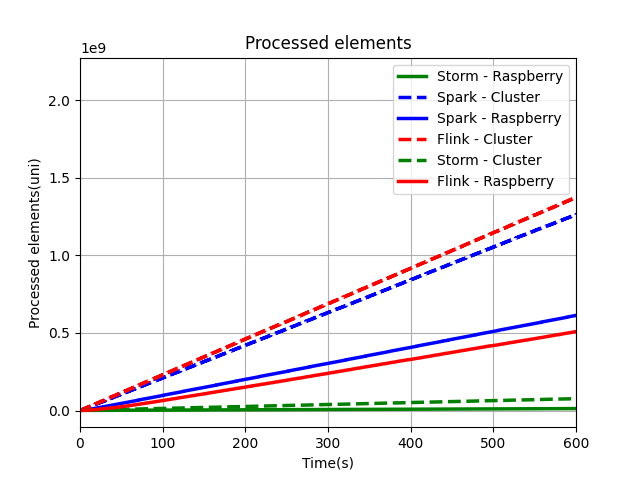 Processed elements
1e9
Storm - Raspberry
Spark - Cluster
Spark - Raspberry
Flink - Cluster
Storm - Cluster
Flink - Raspberry
Processed elements(uni)
2.0
1.5
1.0
0.5
0.0
0 100 200 300 400 500 600
Time(s)